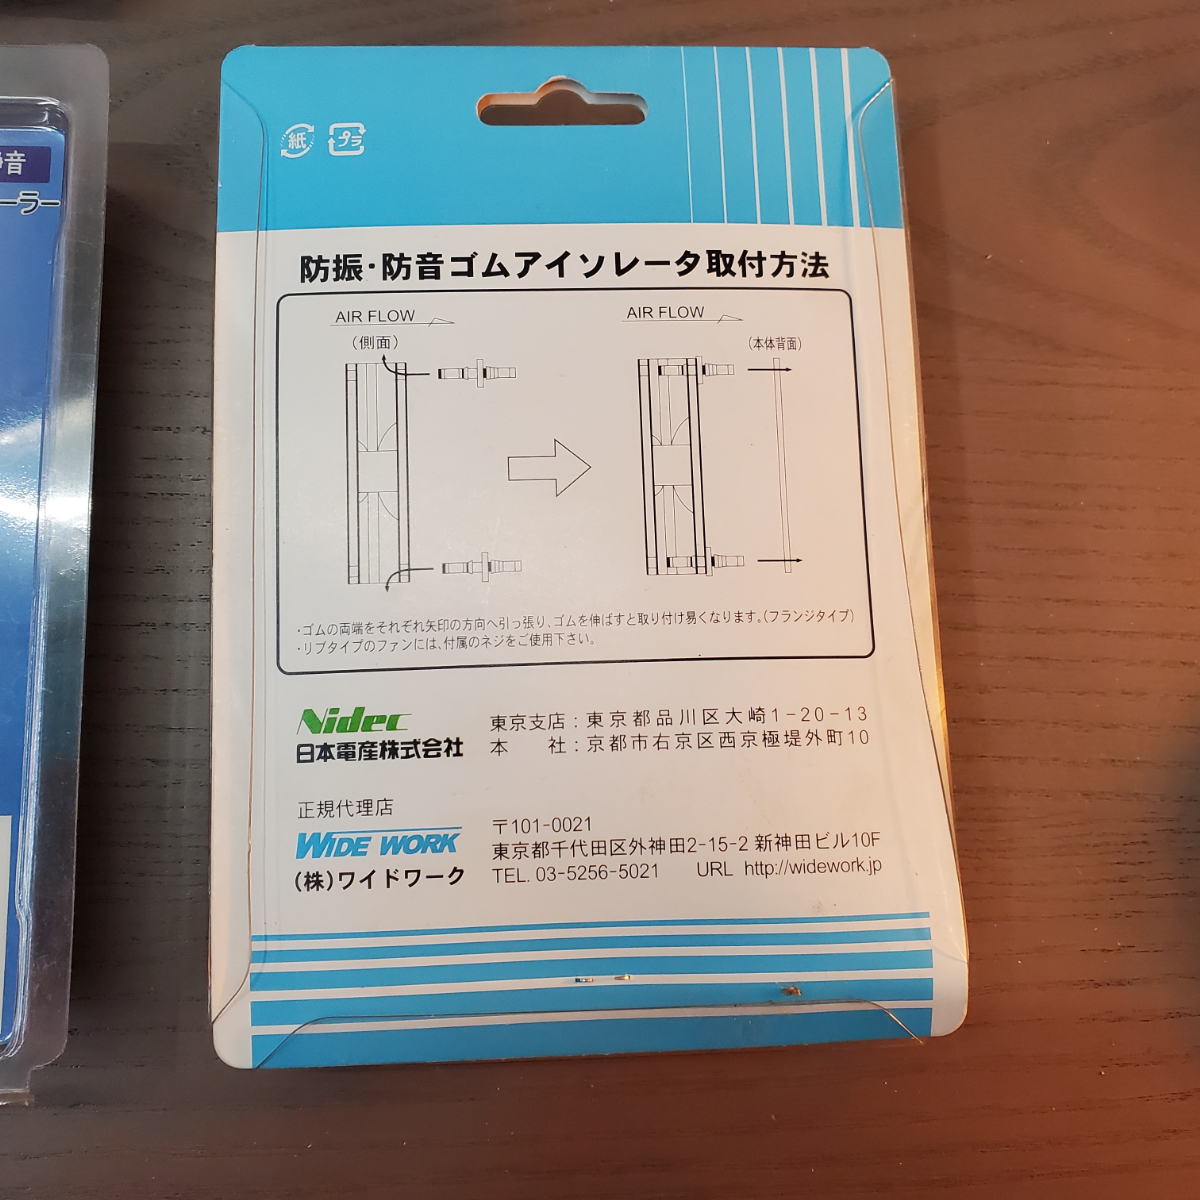 静音
ーラー
紙
プラ
防振・防音ゴムアイソレータ取付方法
AIR FLOW
(側面)
AIR FLOW
(本体背面)
・ゴムの両端をそれぞれ矢印の方向へ引っ張り、ゴムを伸ばすと取り付け易くなります。(フランジタイプ)
・リブタイプのファンには、付属のネジをご使用下さい。
Nidec
日本電産株式会社
東京支店:東京都品川区大崎1-20-13
本 社:京都市右京区西京極堤外町10
正規代理店
WIDE WORK
(株)ワイドワーク
〒101-0021
東京都千代田区外神田2-15-2 新神田ビル10F
TEL. 03-5256-5021 URL http://widework.jp